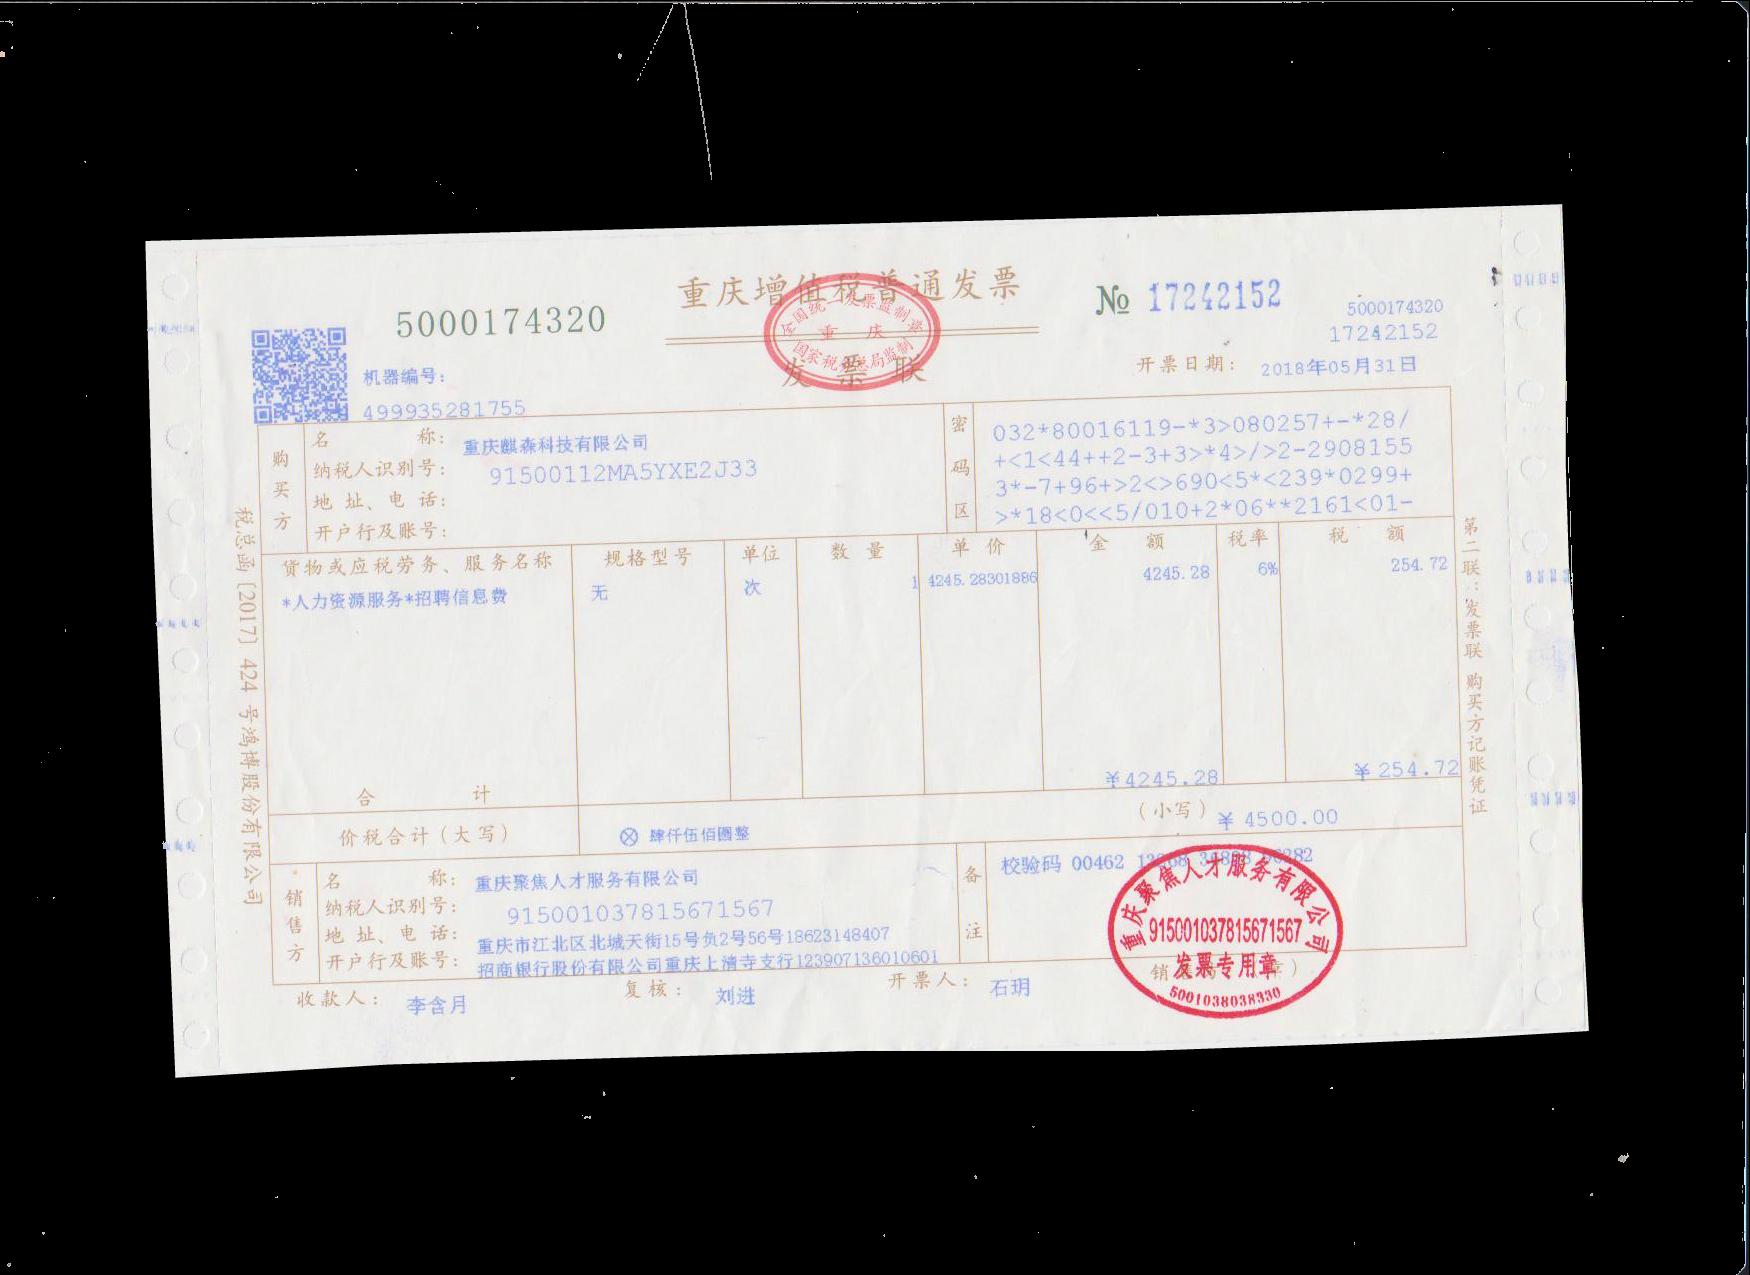 重庆增值税普通发票
发票联
全国统一发票监制章
重庆
国家税务总局监制
5000174320
№ 17242152
5000174320
17242152
机器编号：
499935281755
开票日期： 2018年05月31日
购买方
名称： 重庆麒森科技有限公司
纳税人识别号： 91500112MA5YXE2J33
地址、电话：
开户行及账号：
密码区
032*80016119-*3>080257+-*28/
+<1<44++2-3+3>*4>/>2-2908155
3*-7+96+>2<>690<5*<239*0299+
>*18<0<<5/010+2*06**2161<01-
货物或应税劳务、服务名称 规格型号 单位 数量 单价 金额 税率 税额
*人力资源服务*招聘信息费 无 次 1 4245.28301886 4245.28 6% 254.72
合计 ¥4245.28 ¥254.72
价税合计（大写） ⊗ 肆仟伍佰圆整 （小写） ¥ 4500.00
销售方
名称： 重庆聚焦人才服务有限公司
纳税人识别号： 915001037815671567
地址、电话： 重庆市江北区北城天街15号负2号56号18623148407
开户行及账号： 招商银行股份有限公司重庆上清寺支行123907136010601
备注
校验码 00462
重庆聚焦人才服务有限公司
915001037815671567
发票专用章
5001038038330
收款人： 李含月 复核： 刘进 开票人： 石玥
税总函〔2017〕424号鸿博股份有限公司
第二联：发票联 购买方记账凭证